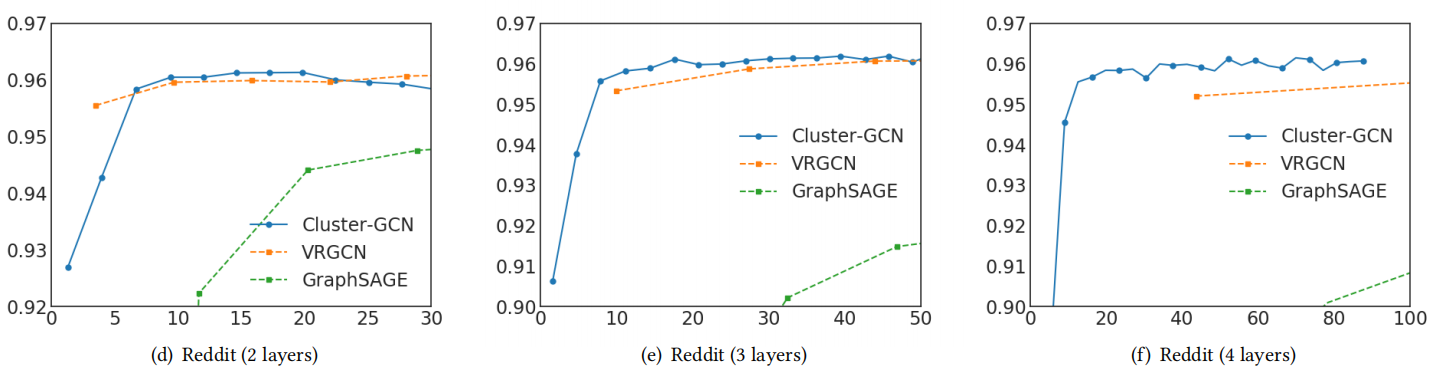 0.97
0.96
0.95
0.94
0.93
0.92
0 5 10 15 20 25 30
Cluster-GCN
VRGCN
GraphSAGE
(d) Reddit (2 layers)
0.97
0.96
0.95
0.94
0.93
0.92
0.91
0.90
0 10 20 30 40 50
Cluster-GCN
VRGCN
GraphSAGE
(e) Reddit (3 layers)
0.97
0.96
0.95
0.94
0.93
0.92
0.91
0.90
0 20 40 60 80 100
Cluster-GCN
VRGCN
GraphSAGE
(f) Reddit (4 layers)